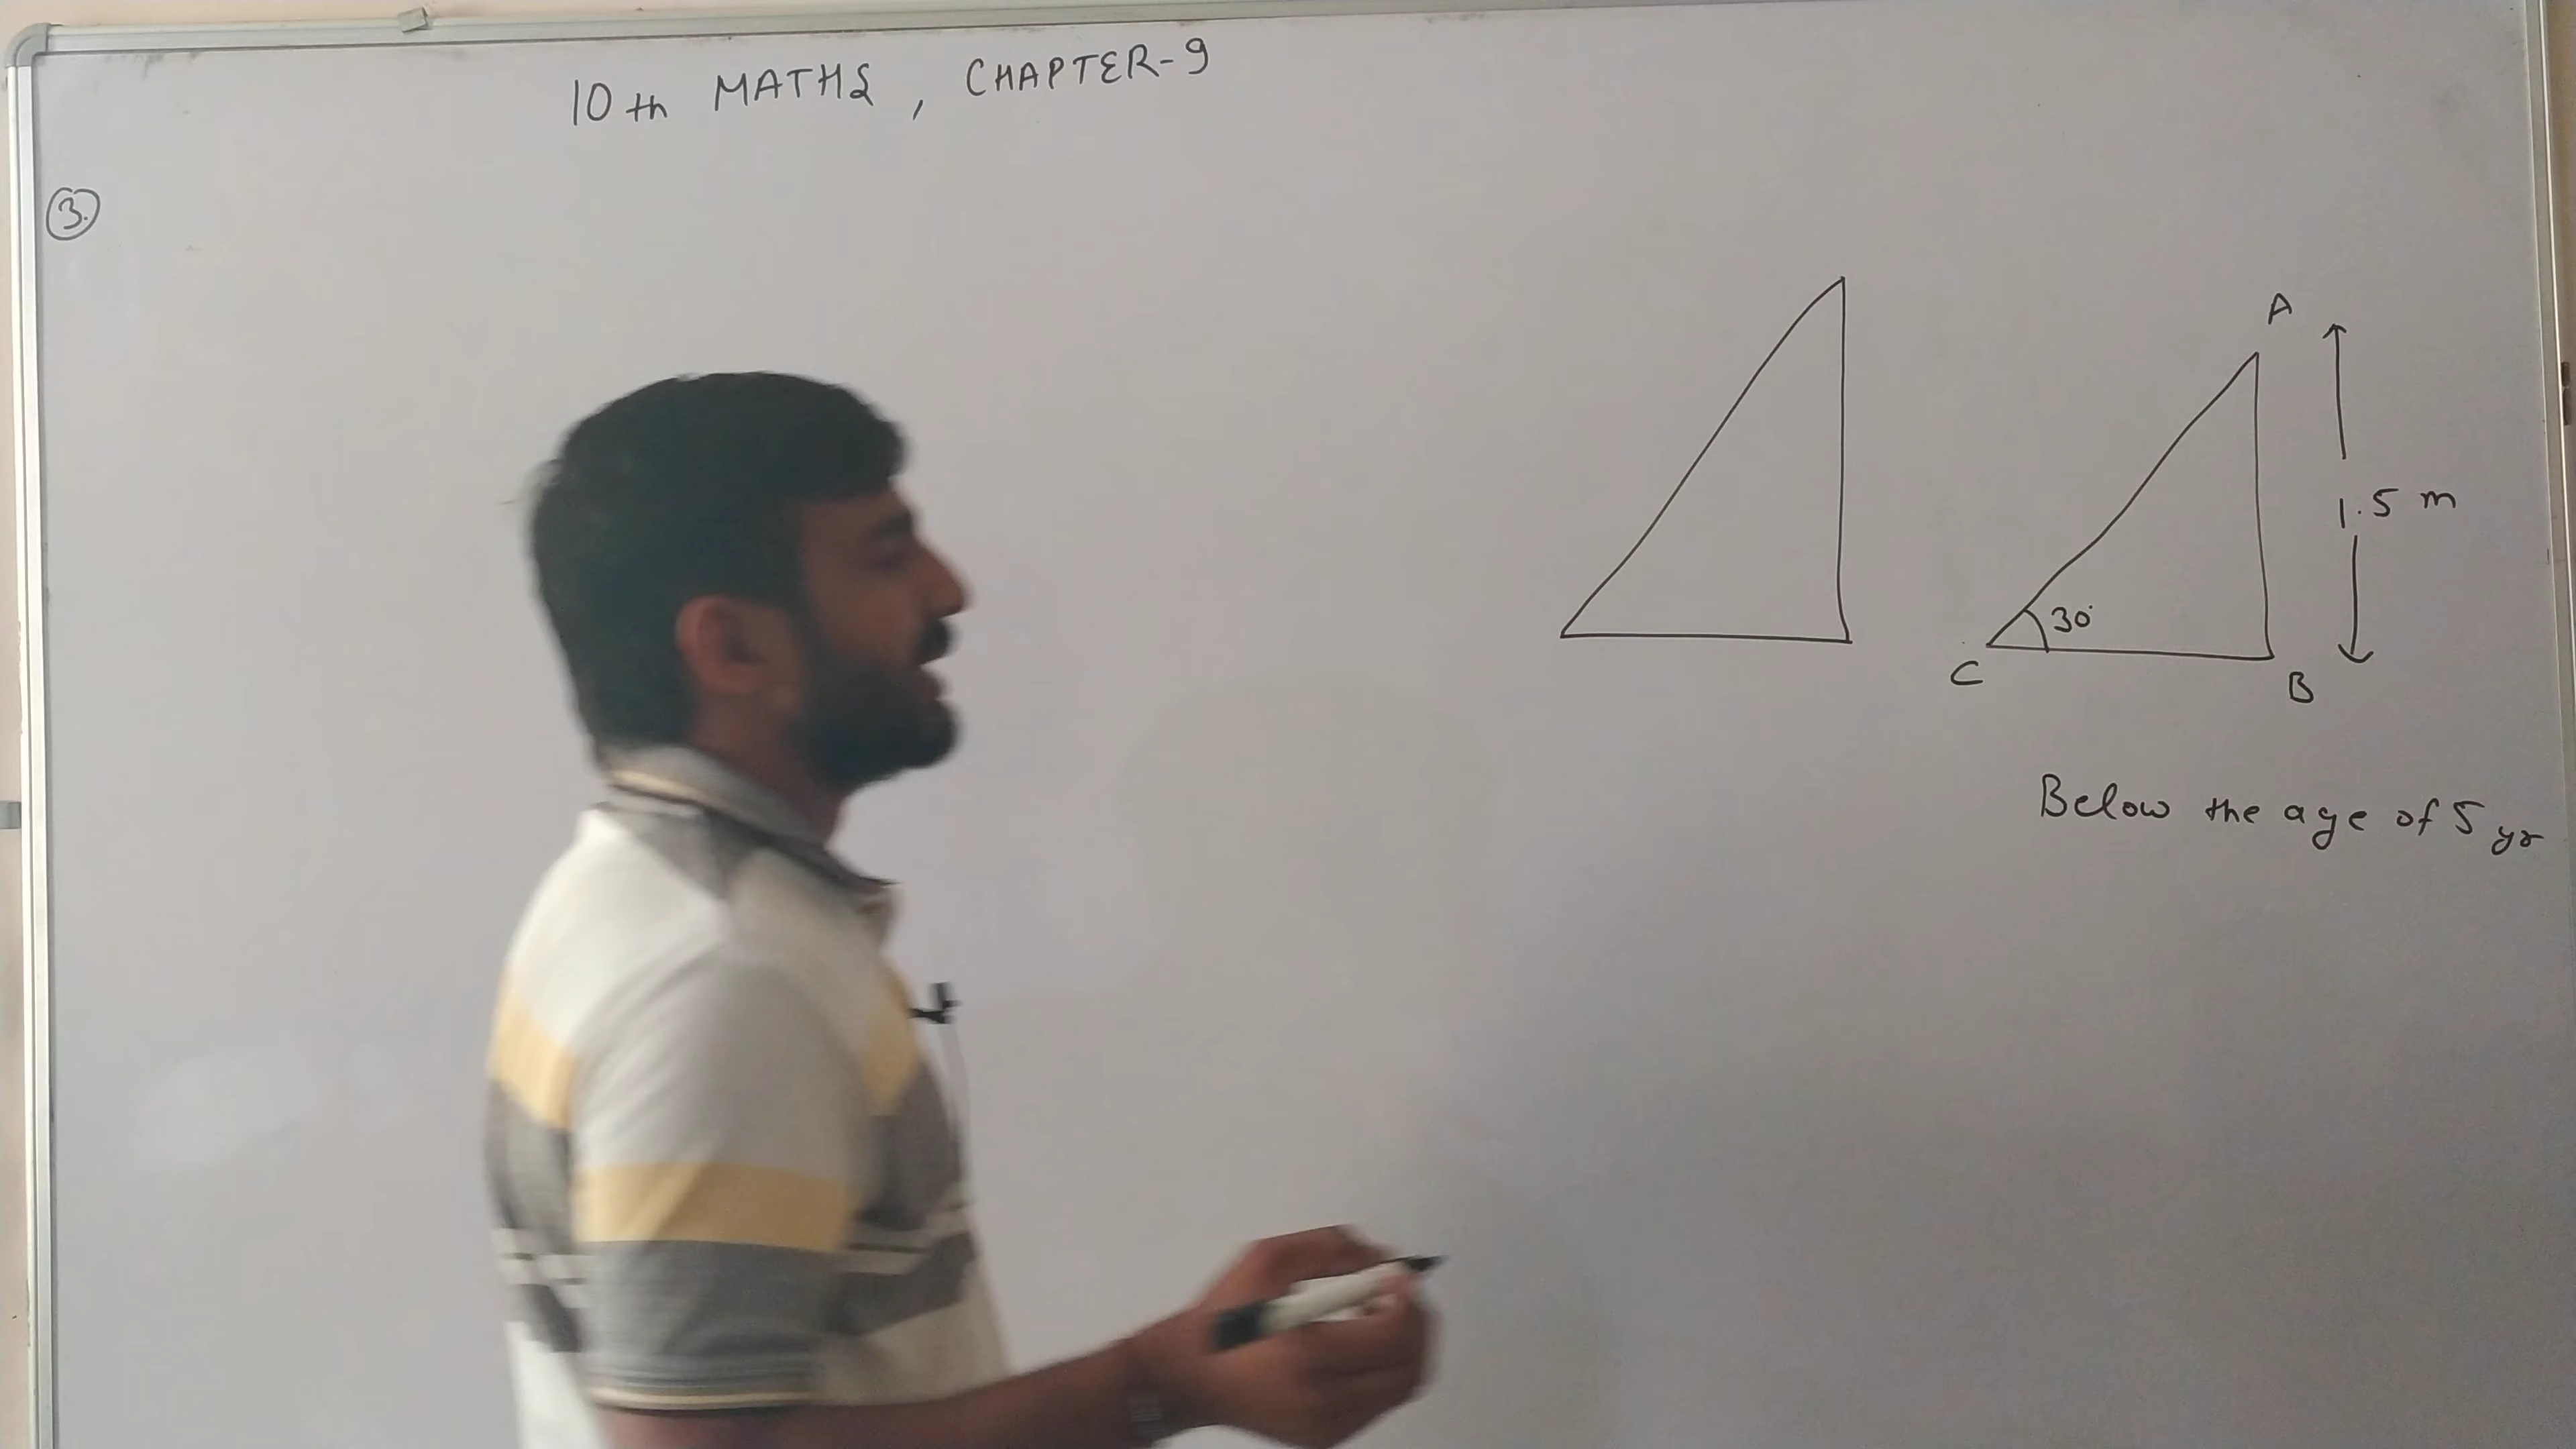 10th MATHS, CHAPTER-9
3.
A
1.5 m
30°
C
B
Below the age of 5 yr